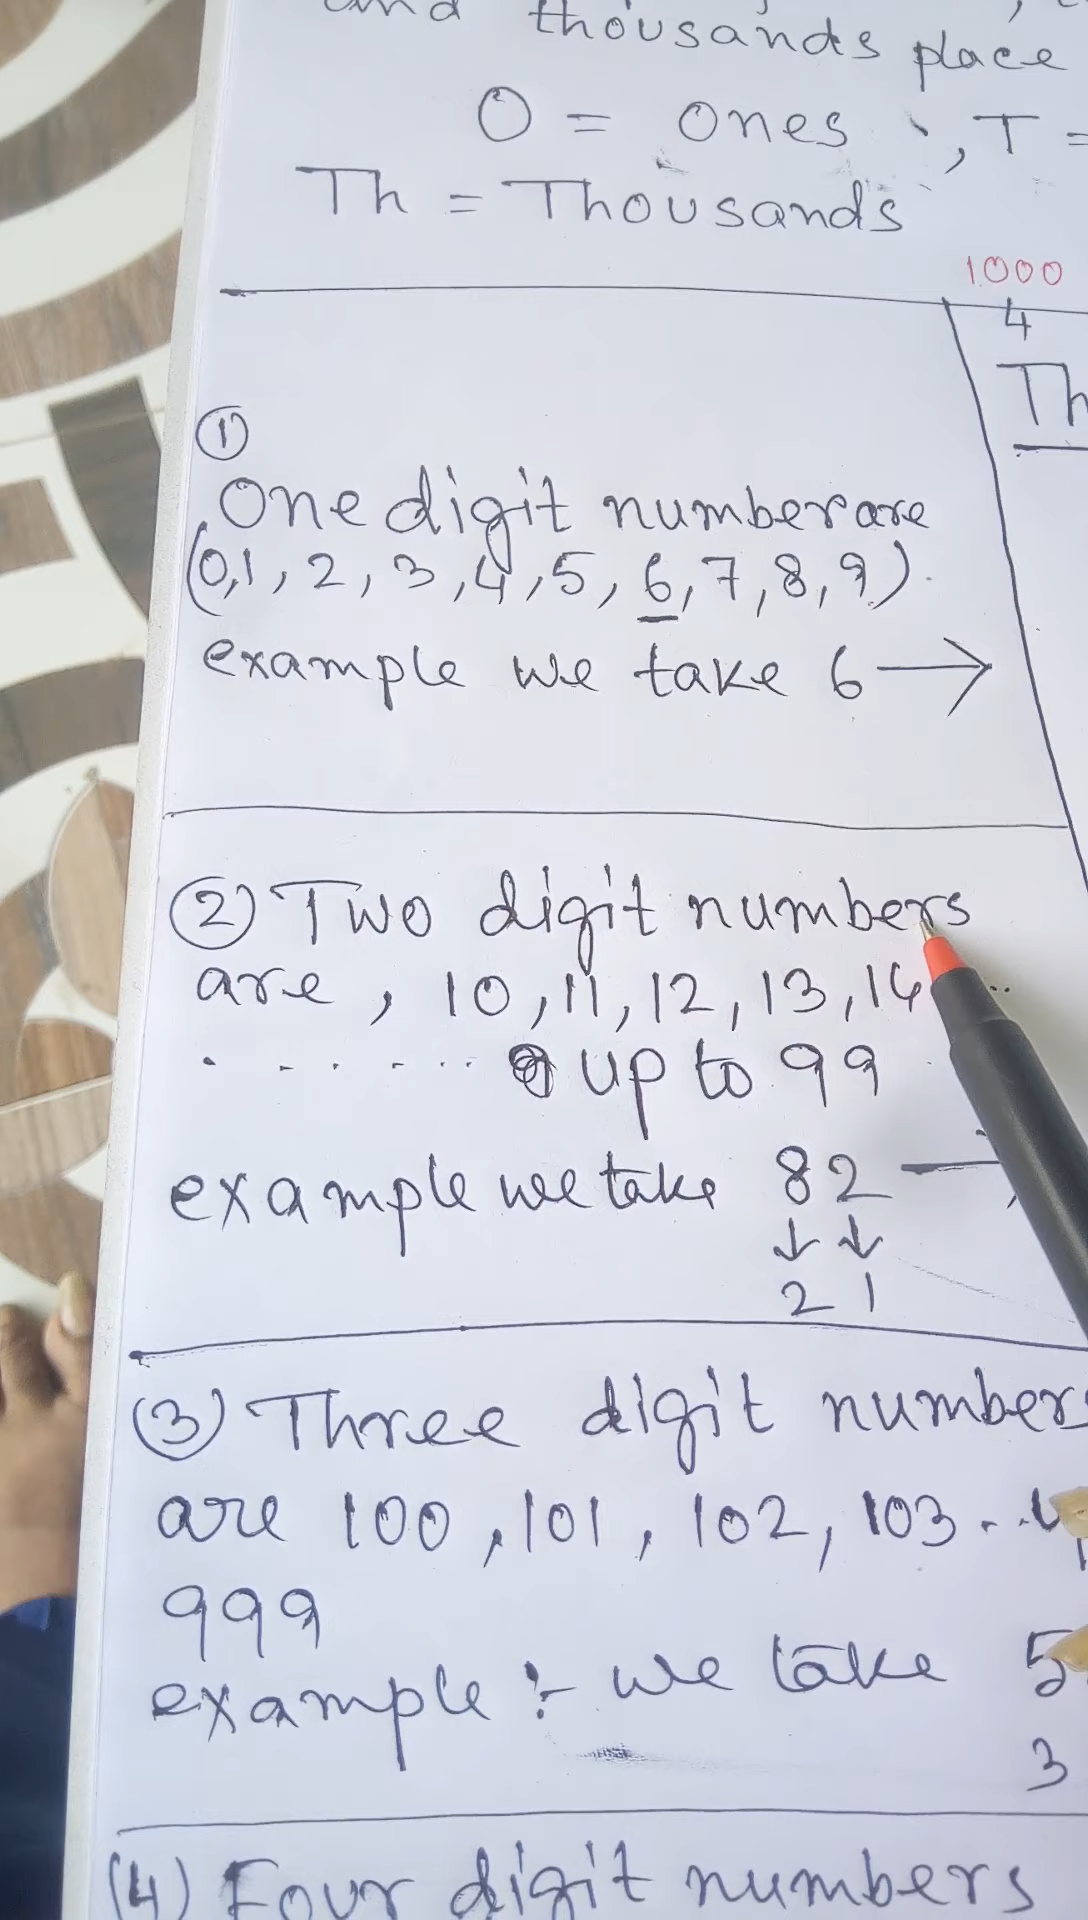 and thousands place
O = ones , T =
Th = Thousands
1000
4
Th
①
One digit number are
(0,1, 2, 3, 4, 5, 6, 7, 8, 9).
example we take 6 →
② Two digit numbers
are, 10, 11, 12, 13, 14 ..
. . . . . . . up to 99
example we take 82 →
↓ ↓
2 1
③ Three digit numbers
are 100, 101, 102, 103 . .
999
example :- we take 5
3
(4) Four digit numbers